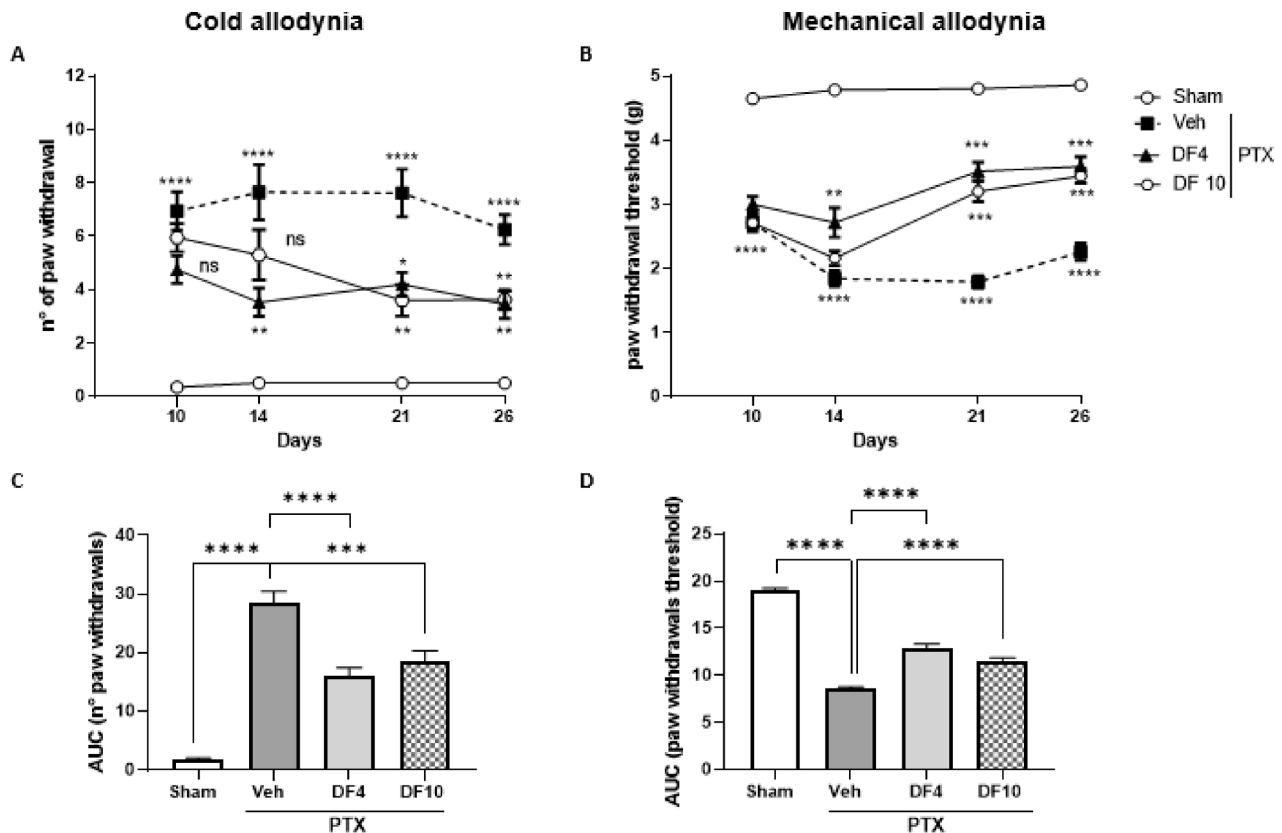 Cold allodynia
Mechanical allodynia
A
n° of paw withdrawal
12
10
8
6
4
2
0
****
****
****
****
ns
ns
*
**
**
**
**
10 14 21 26
Days
B
paw withdrawal threshold (g)
5
4
3
2
1
0
**
***
***
****
****
***
****
***
****
10 14 21 26
Days
Sham
Veh
DF4
DF 10
PTX
C
AUC (n° paw withdrawals)
40
30
20
10
0
****
**** ***
Sham Veh DF4 DF10
PTX
D
AUC (paw withdrawals threshold)
25
20
15
10
5
0
****
**** ****
Sham Veh DF4 DF10
PTX